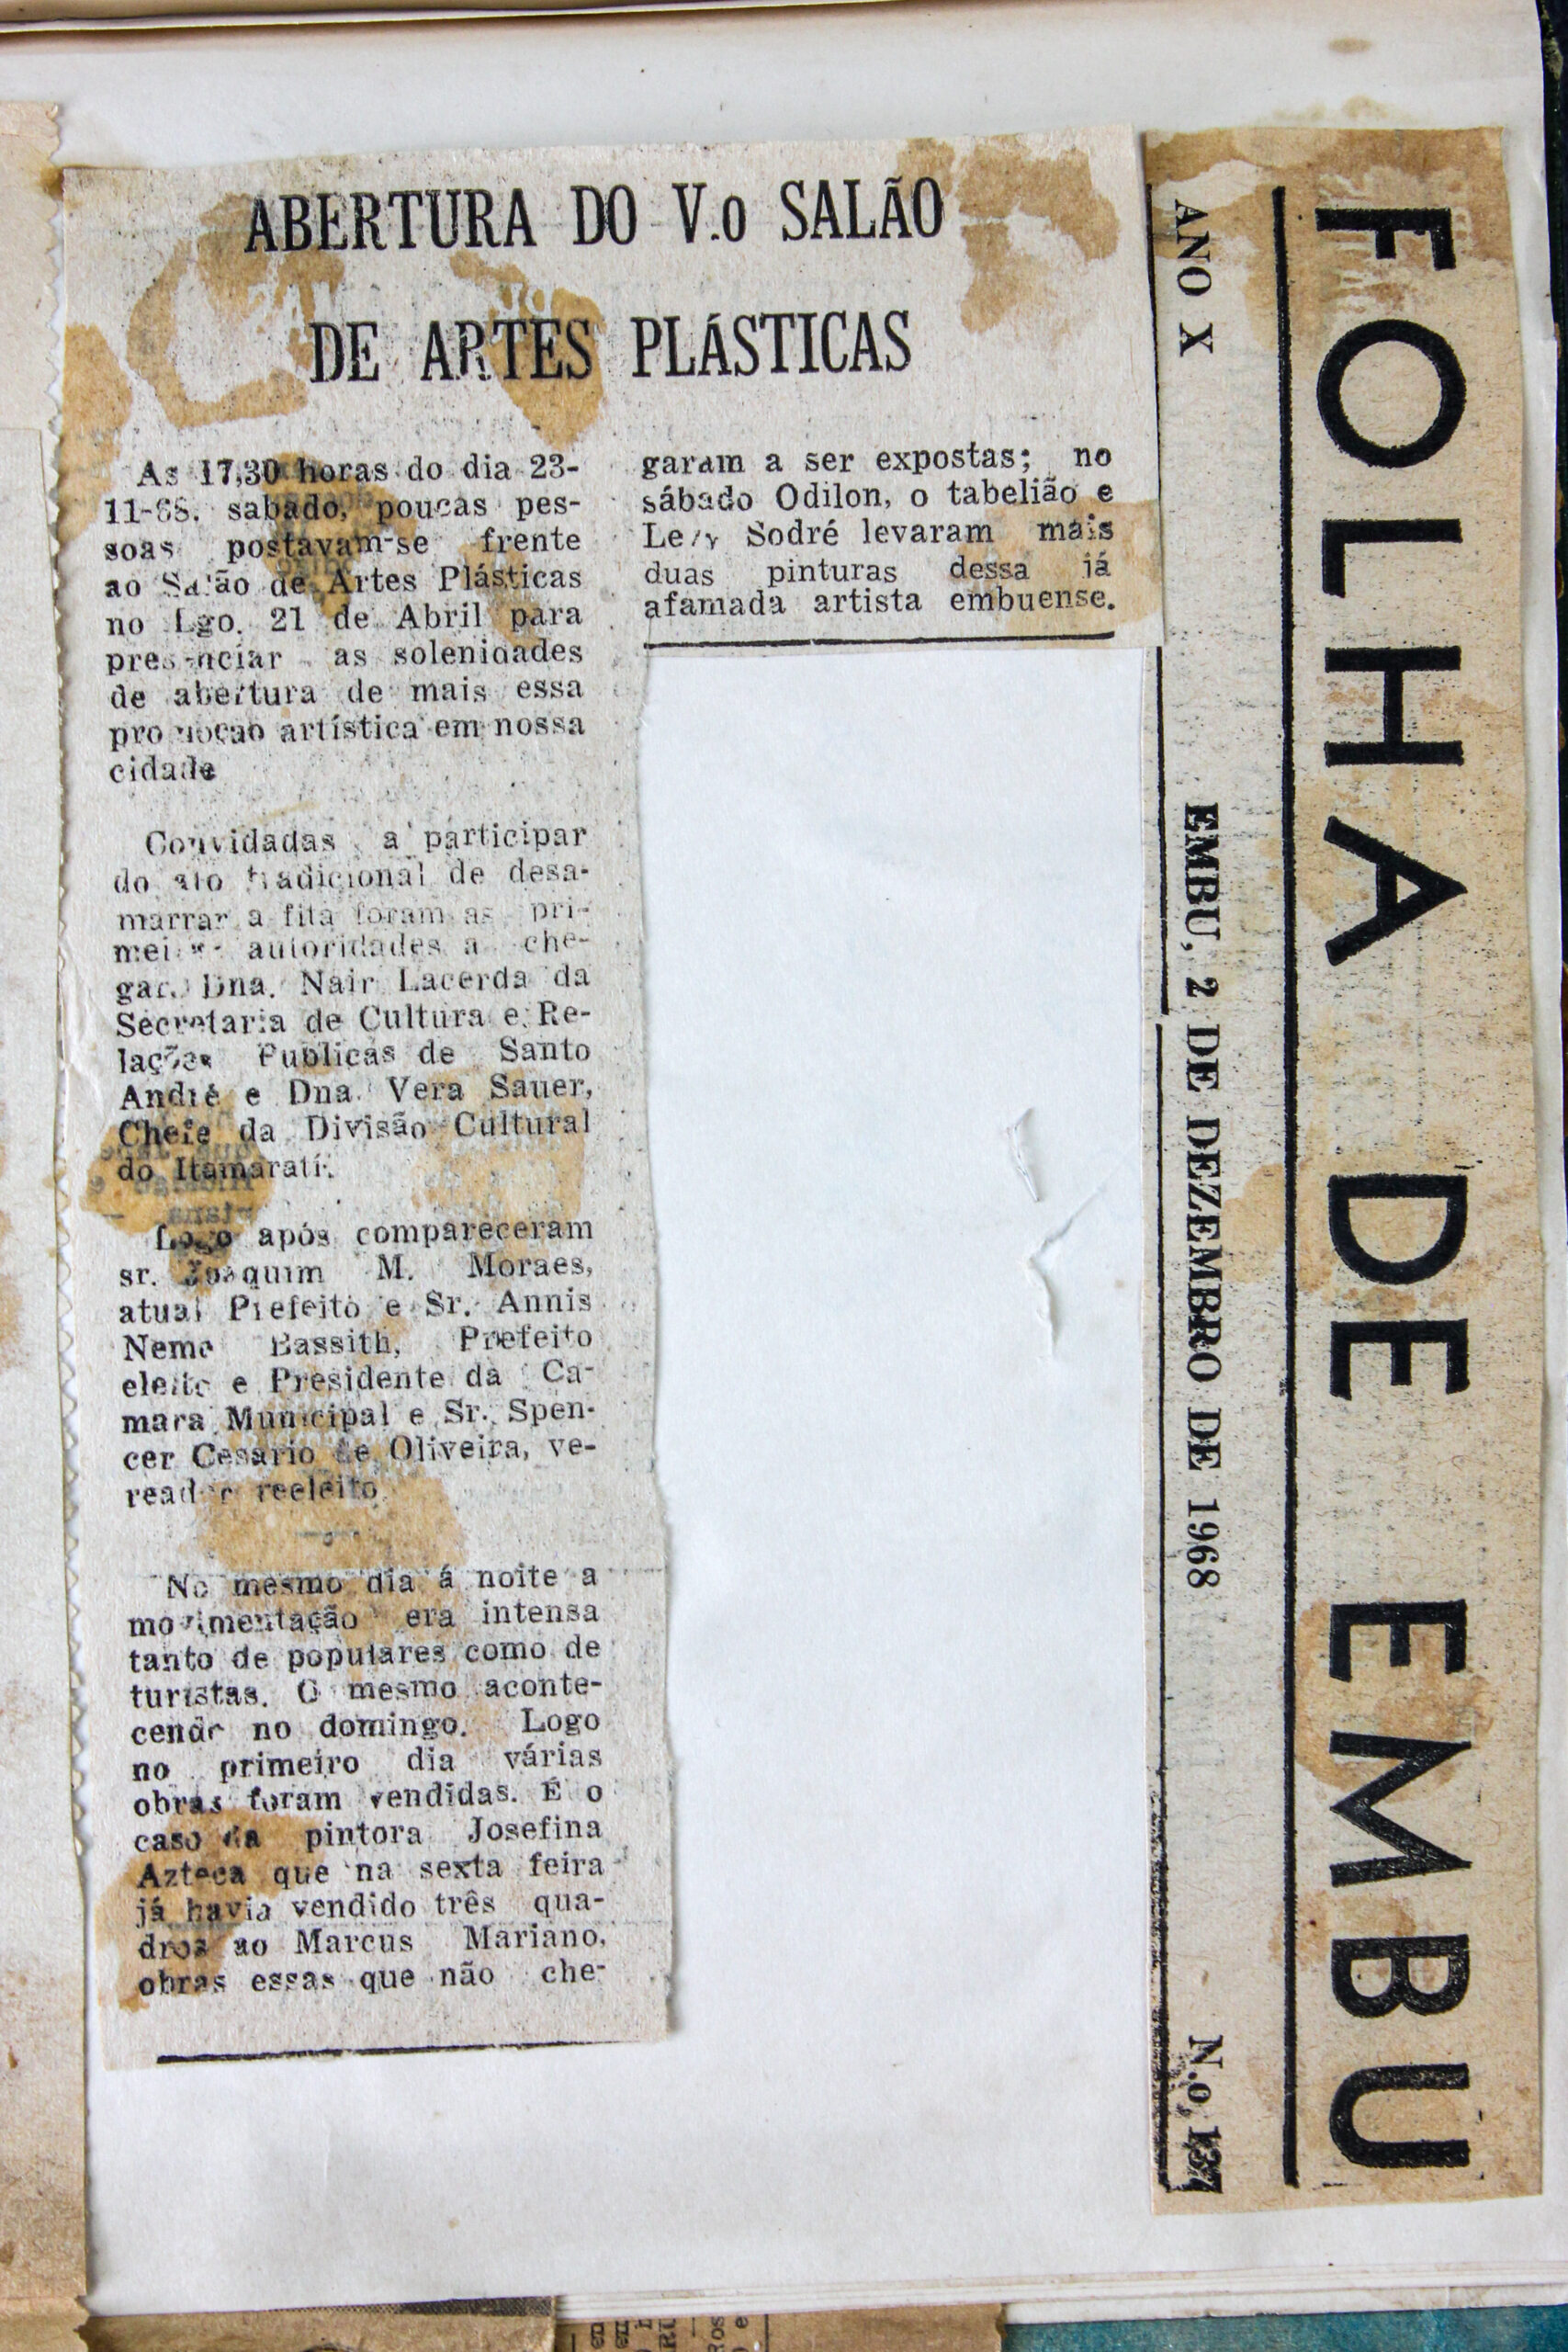 ABERTURA DO V.o SALÃO
DE ARTES PLÁSTICAS
As 17,30 horas do dia 23-
11-68. sabado, poucas pes-
soas postavam-se frente
ao Salão de Artes Plásticas
no Lgo. 21 de Abril para
presenciar as solenidades
de abertura de mais essa
promoção artística em nossa
cidade
Convidadas a participar
do ato tradicional de desa-
marrar a fita foram as pri-
meiras autoridades a che-
gar. Dna. Nair Lacerda da
Secretaria de Cultura e Re-
lações Publicas de Santo
André e Dna. Vera Sauer,
Chefe da Divisão Cultural
do Itamaratí.
Logo após compareceram
sr. Joaquim M. Moraes,
atual Prefeito e Sr. Annis
Neme Bassith, Prefeito
eleito e Presidente da Ca-
mara Municipal e Sr. Spen-
cer Cesario de Oliveira, ve-
reador reeleito
No mesmo dia á noite a
movimentação era intensa
tanto de populares como de
turistas. O mesmo aconte-
cendo no domingo. Logo
no primeiro dia várias
obras foram vendidas. É o
caso da pintora Josefina
Azteca que na sexta feira
já havia vendido três qua-
dros ao Marcus Mariano,
obras essas que não che-
garam a ser expostas; no
sábado Odilon, o tabelião e
Sodré levaram mais
duas pinturas dessa já
afamada artista embuense.
FOLHA DE EMBU
ANO X EMBU, 2 DE DEZEMBRO DE 1968 N.o 137